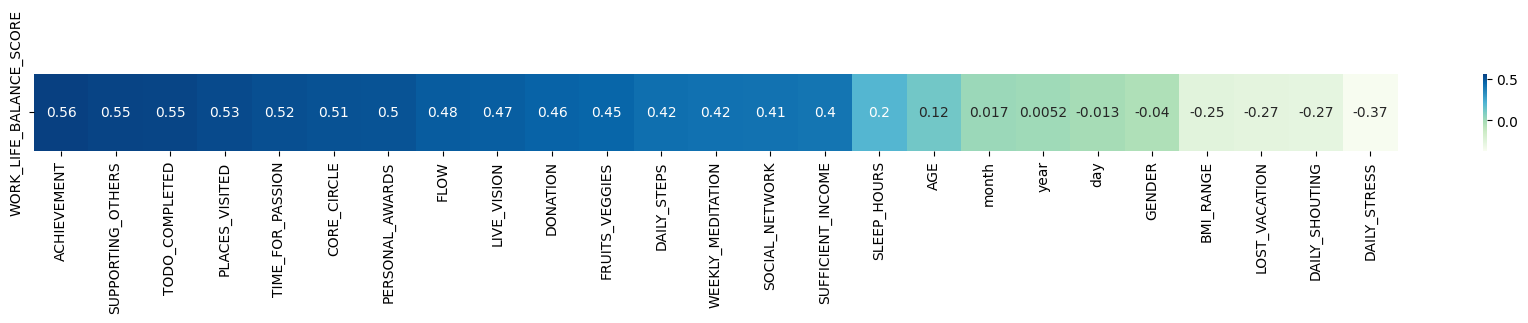 WORK_LIFE_BALANCE_SCORE
0.56 0.55 0.55 0.53 0.52 0.51 0.5 0.48 0.47 0.46 0.45 0.42 0.42 0.41 0.4 0.2 0.12 0.017 0.0052 -0.013 -0.04 -0.25 -0.27 -0.27 -0.37
ACHIEVEMENT
SUPPORTING_OTHERS
TODO_COMPLETED
PLACES_VISITED
TIME_FOR_PASSION
CORE_CIRCLE
PERSONAL_AWARDS
FLOW
LIVE_VISION
DONATION
FRUITS_VEGGIES
DAILY_STEPS
WEEKLY_MEDITATION
SOCIAL_NETWORK
SUFFICIENT_INCOME
SLEEP_HOURS
AGE
month
year
day
GENDER
BMI_RANGE
LOST_VACATION
DAILY_SHOUTING
DAILY_STRESS
0.5
0.0